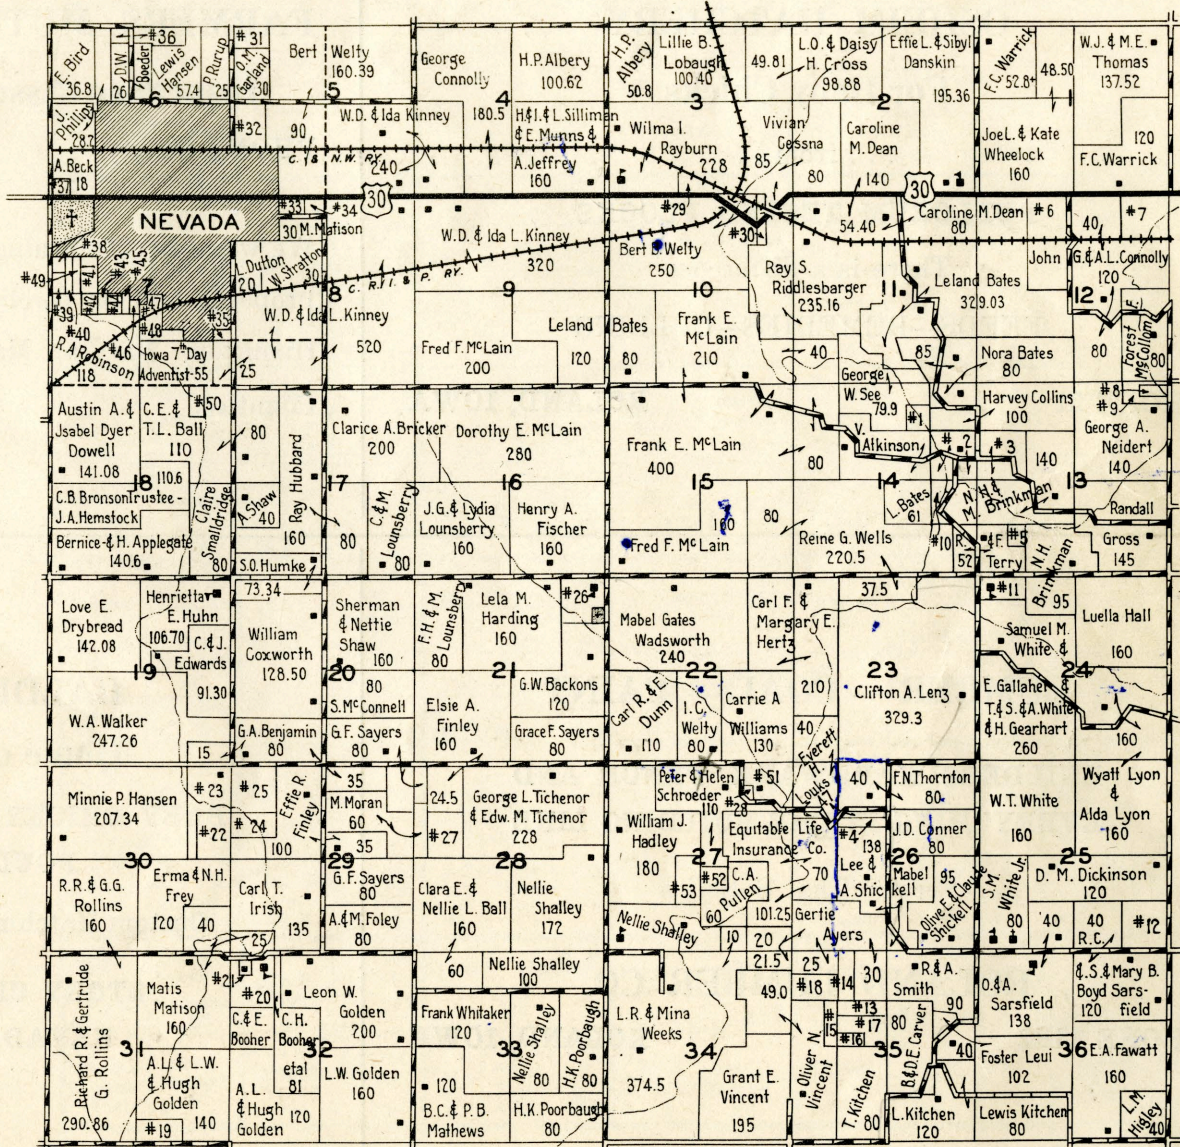 E. Bird
36.8
D.W.
26
Boeder
#36
Lewis
Hansen
57.4
P. Rurup
25
#31
D.M.
Garland
30
Bert Welty
160.39
5
6
George
Connolly
H.P. Albery
100.62
4
H.P.
Albery
50.8
Lillie B.
Lobaugh
100.40
49.81
3
L.O. & Daisy
H. Cross
98.88
Effie L. & Sibyl
Danskin
195.36
2
F.C. Warrick
52.8
48.50
1
W.J. & M.E.
Thomas
137.52
J.
Phillips
28.2
#32
90
W.D. & Ida Kinney
240
180.5
H.& I. & L. Silliman
& E. Munns &
A. Jeffrey
160
Wilma I.
Rayburn
228
85
Vivian
Cessna
80
Caroline
M. Dean
140
Joe L. & Kate
Wheelock
160
120
F.C. Warrick
A. Beck
18
#37
C. & N.W. RY.
30
30
NEVADA
#33
#34
30 M. Matison
#38
#49
#41
#43
#45
7
#42
#44
#47
#39
#48
#40
#46
#35
R.A. Robinson
118
Iowa 7th Day
Adventist 55
L. Dutton
20
W. Stratton
30
8
C. R. I. & P. RY.
W.D. & Ida L. Kinney
520
25
W.D. & Ida L. Kinney
320
9
Fred F. McLain
200
Leland Bates
120
80
#29
#30
Bert B. Welty
250
10
Frank E.
McLain
210
Ray S.
Riddlesbarger
235.16
40
54.40
Caroline M. Dean
80
11
Leland Bates
329.03
85
Nora Bates
80
#6
40
#7
John G. & A.L. Connolly
120
12
80
Forest E.
McCollom
80
George
W. See
79.9
#1
Harvey Collins
100
#8
#9
George A.
Neidert
140
Austin A. &
Isabel Dyer
Dowell
141.08
C.E. &
T.L. Ball
110
#50
110.6
18
C.B. Bronson Trustee -
J.A. Hemstock
Bernice & H. Applegate
140.6
Claire
Smalldridge
80
80
A. Shaw
40
Ray Hubbard
160
S.O. Humke
17
Clarice A. Bricker
200
Dorothy E. McLain
280
16
80
C. & M.
Lounsberry
80
J.G. & Lydia
Lounsberry
160
Henry A.
Fischer
160
Frank E. McLain
400
15
160
Fred F. McLain
80
80
V.
Atkinson
#2
#3
14
140
13
L. Bates
61
N.H. &
M. Brinkman
Reine G. Wells
220.5
#10
R. & F.
52
Terry
#5
N.H.
Brinkman
95
Randall
Gross
145
Love E.
Drybread
142.08
Henrietta
E. Huhn
106.70
C. & J.
Edwards
91.30
19
W.A. Walker
247.26
15
73.34
William
Coxworth
128.50
G.A. Benjamin
80
Sherman
& Nettie
Shaw
160
20
80
S. McConnell
G.F. Sayers
80
F.H. & M.
Lounsberry
80
Lela M.
Harding
160
#26
21
Elsie A.
Finley
160
G.W. Backons
120
Grace F. Sayers
80
Mabel Gates
Wadsworth
240
22
Carl F. &
Margary E.
Hertz
210
Carl R. & E.
Dunn
110
I.C.
Welty
80
Carrie A
Williams
130
37.5
23
Clifton A. Lenz
329.3
40
Everett H.
Louks
#11
Samuel M.
White &
Luella Hall
160
24
E. Gallaher &
T. & S. & A. White
& H. Gearhart
260
160
Minnie P. Hansen
207.34
#23
#22
#25
#24
100
Effie R.
Finley
30
R.R. & G.G.
Rollins
160
Erma & N.H.
Frey
120
40
Carl T.
Irish
25
135
35
M. Moran
60
35
29
G.F. Sayers
80
A. & M. Foley
80
24.5
#27
George L. Tichenor
& Edw. M. Tichenor
228
28
Clara E. &
Nellie L. Ball
160
Nellie
Shalley
172
Peter & Helen
Schroeder
110
#51
#28
William J.
Hadley
180
27
Equitable Life
Insurance Co.
70
#52
#53
C.A.
Pullen
60
101.25
Nellie Shalley
10
20
40
F.N. Thornton
80
#4
138
J.D. Conner
80
26
Lee &
A. Shickell
Mabel
95
Olive E. & Claude
Shickell
Gertie
Ayers
W.T. White
160
Wyatt Lyon
&
Alda Lyon
160
25
S.M.
White Jr.
80
D.M. Dickinson
120
40
40
R.C.
#12
Richard R. & Gertrude
G. Rollins
290.86
Matis
Matison
160
31
A.L. & L.W.
& Hugh
Golden
140
#19
#21
#20
C. & E.
Booher
C.H.
Booher
etal
81
Leon W.
Golden
200
32
A.L.
& Hugh
Golden
120
L.W. Golden
160
60
Nellie Shalley
100
Frank Whitaker
120
33
Nellie Shalley
80
H.K. Poorbaugh
80
120
B.C. & P.B.
Mathews
H.K. Poorbaugh
80
L.R. & Mina
Weeks
374.5
34
21.5
49.0
Grant E.
Vincent
195
25
#18
#14
30
R. & A.
Smith
90
#15
#13
#17
#16
80
35
B. & D.E. Carver
40
Oliver N.
Vincent
T. Kitchen
80
L. Kitchen
120
O. & A.
Sarsfield
138
& S. & Mary B.
Boyd Sars-
120 field
Foster Leui
102
36
E.A. Fawatt
160
Lewis Kitchen
80
L.M.
Higley
40